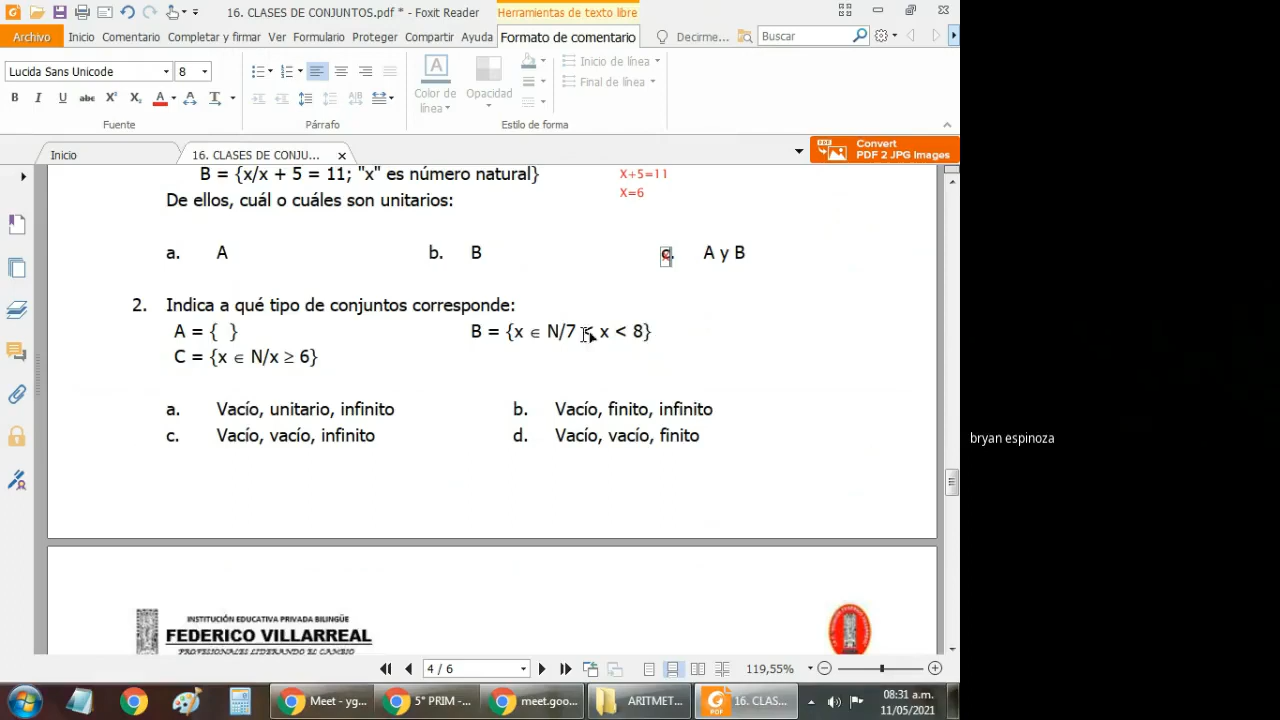 16. CLASES DE CONJUNTOS.pdf * - Foxit Reader
Herramientas de texto libre
Archivo Inicio Comentario Completar y firmar Ver Formulario Proteger Compartir Ayuda Formato de comentario Decirme... Buscar
Lucida Sans Unicode 8
Color de línea
Opacidad
Inicio de línea
Final de línea
Fuente Párrafo Estilo de forma
Inicio 16. CLASES DE CONJU...
Convert
PDF 2 JPG Images
B = {x/x + 5 = 11; "x" es número natural}
X+5=11
X=6
De ellos, cuál o cuáles son unitarios:
a. A b. B c. A y B
2. Indica a qué tipo de conjuntos corresponde:
A = { } B = {x ∈ N/7 < x < 8}
C = {x ∈ N/x ≥ 6}
a. Vacío, unitario, infinito b. Vacío, finito, infinito
c. Vacío, vacío, infinito d. Vacío, vacío, finito
INSTITUCIÓN EDUCATIVA PRIVADA BILINGÜE
FEDERICO VILLARREAL
PROFESIONALES LIDERANDO EL CAMBIO
bryan espinoza
4 / 6 119,55%
Meet - yg... 5° PRIM -... meet.goo... ARITMET... 16. CLAS...
08:31 a.m.
11/05/2021